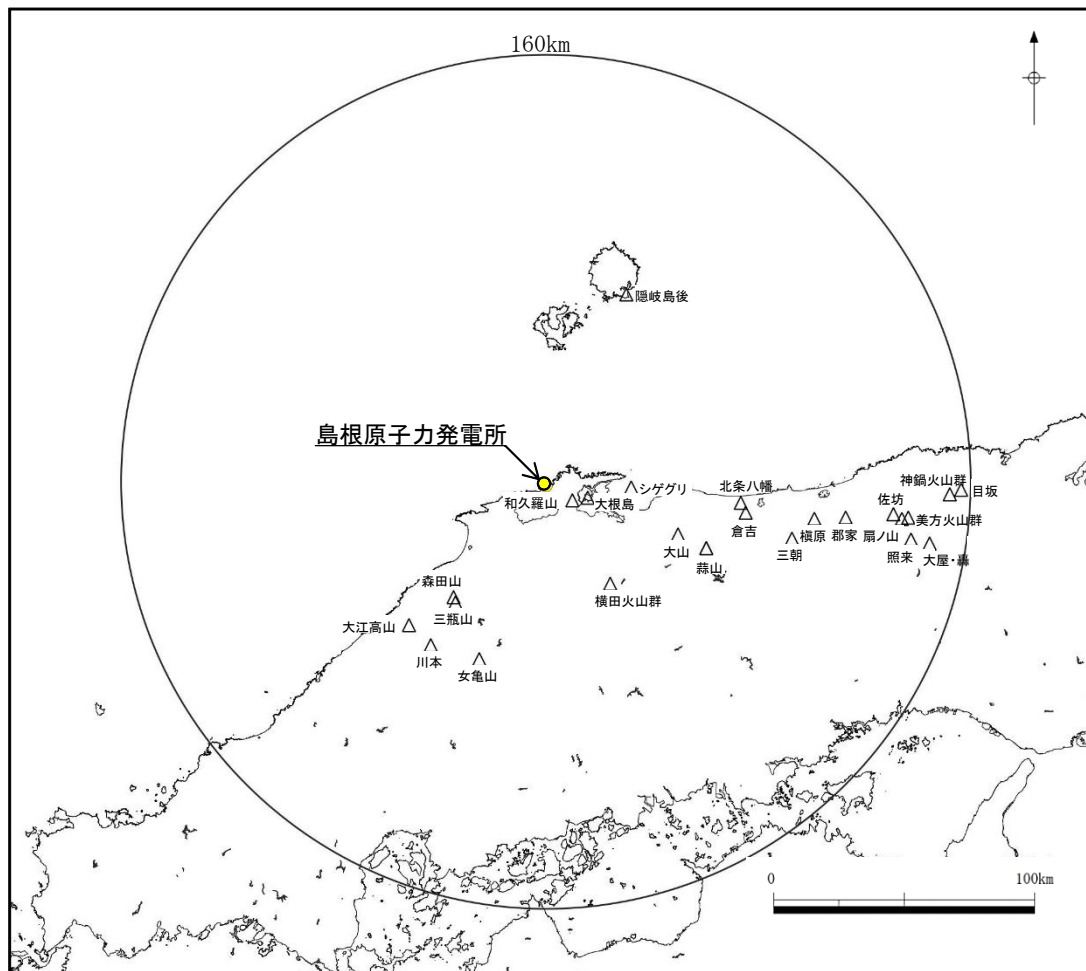 160km
隠岐島後
島根原子力発電所
シゲグリ
和久羅山
大根島
北条八幡
倉吉
神鍋火山群
目坂
佐坊
美方火山群
槇原
郡家
扇ノ山
三朝
照来
大屋・轟
大山
蒜山
横田火山群
森田山
三瓶山
大江高山
川本
女亀山
0
100km